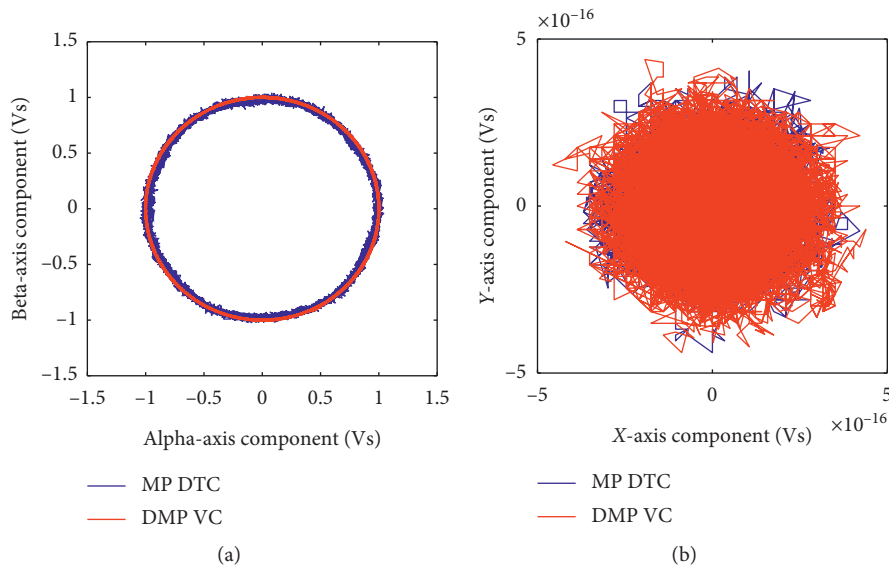 ×10⁻¹⁶
1.5
1
0.5
0
−0.5
−1
−1.5
−1.5
−1
−0.5
0
0.5
1
1.5
Beta-axis component (Vs)
Alpha-axis component (Vs)
MP DTC
DMP VC
(a)
5
0
−5
−5
0
5
×10⁻¹⁶
Y-axis component (Vs)
X-axis component (Vs)
MP DTC
DMP VC
(b)